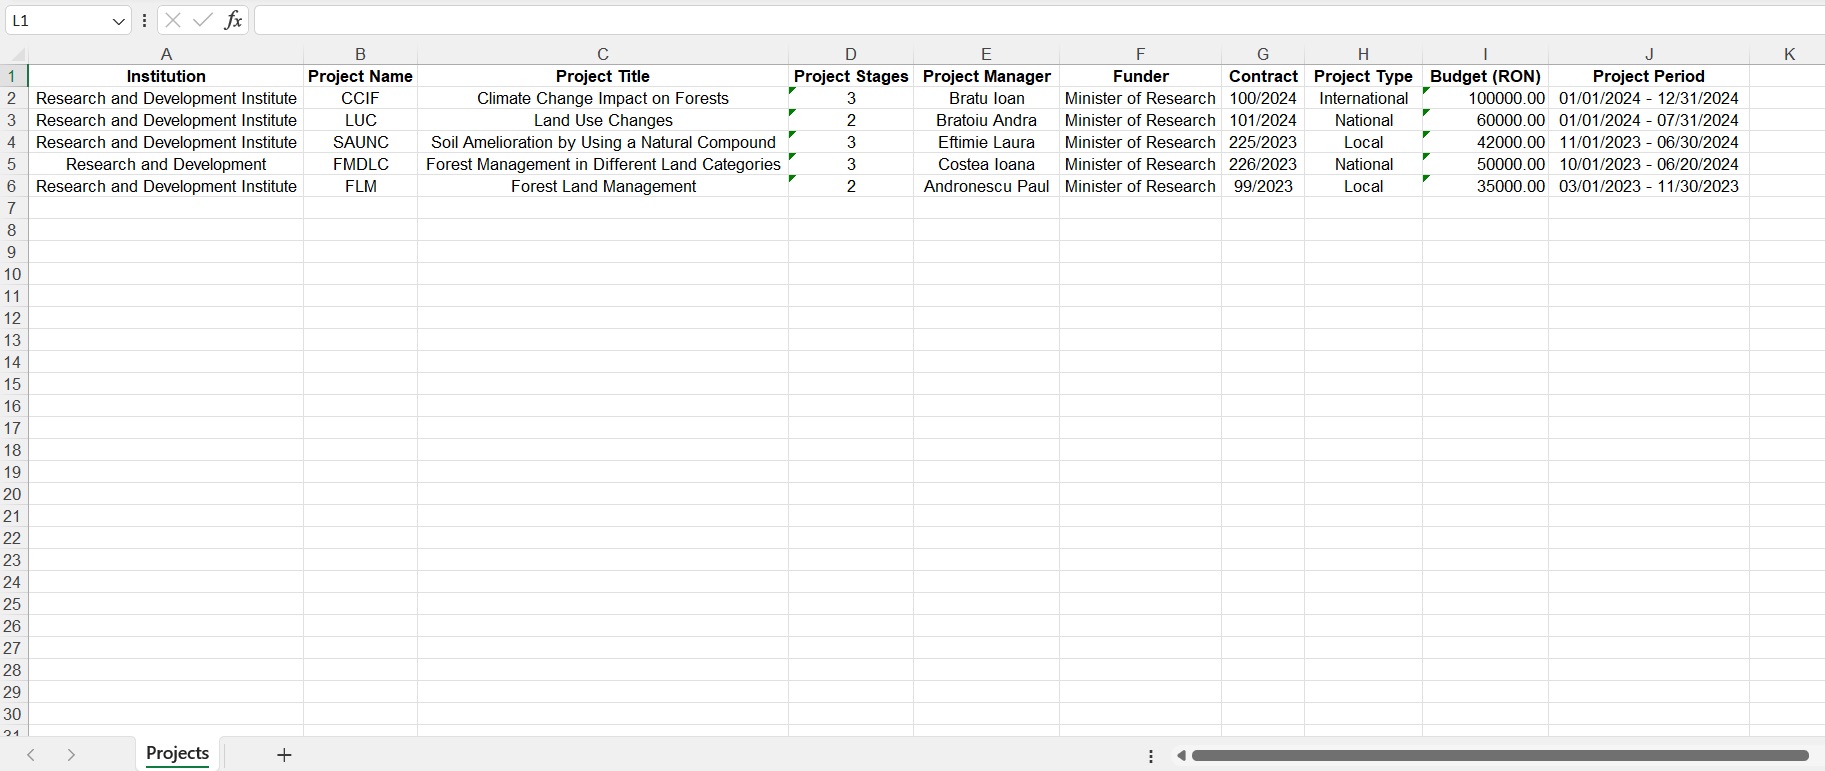 L1 fx
A B C D E F G H I J K
1 Institution Project Name Project Title Project Stages Project Manager Funder Contract Project Type Budget (RON) Project Period
2 Research and Development Institute CCIF Climate Change Impact on Forests 3 Bratu Ioan Minister of Research 100/2024 International 100000.00 01/01/2024 - 12/31/2024
3 Research and Development Institute LUC Land Use Changes 2 Bratoiu Andra Minister of Research 101/2024 National 60000.00 01/01/2024 - 07/31/2024
4 Research and Development Institute SAUNC Soil Amelioration by Using a Natural Compound 3 Eftimie Laura Minister of Research 225/2023 Local 42000.00 11/01/2023 - 06/30/2024
5 Research and Development FMDLC Forest Management in Different Land Categories 3 Costea Ioana Minister of Research 226/2023 National 50000.00 10/01/2023 - 06/20/2024
6 Research and Development Institute FLM Forest Land Management 2 Andronescu Paul Minister of Research 99/2023 Local 35000.00 03/01/2023 - 11/30/2023
7
8
9
10
11
12
13
14
15
16
17
18
19
20
21
22
23
24
25
26
27
28
29
30
31
Projects